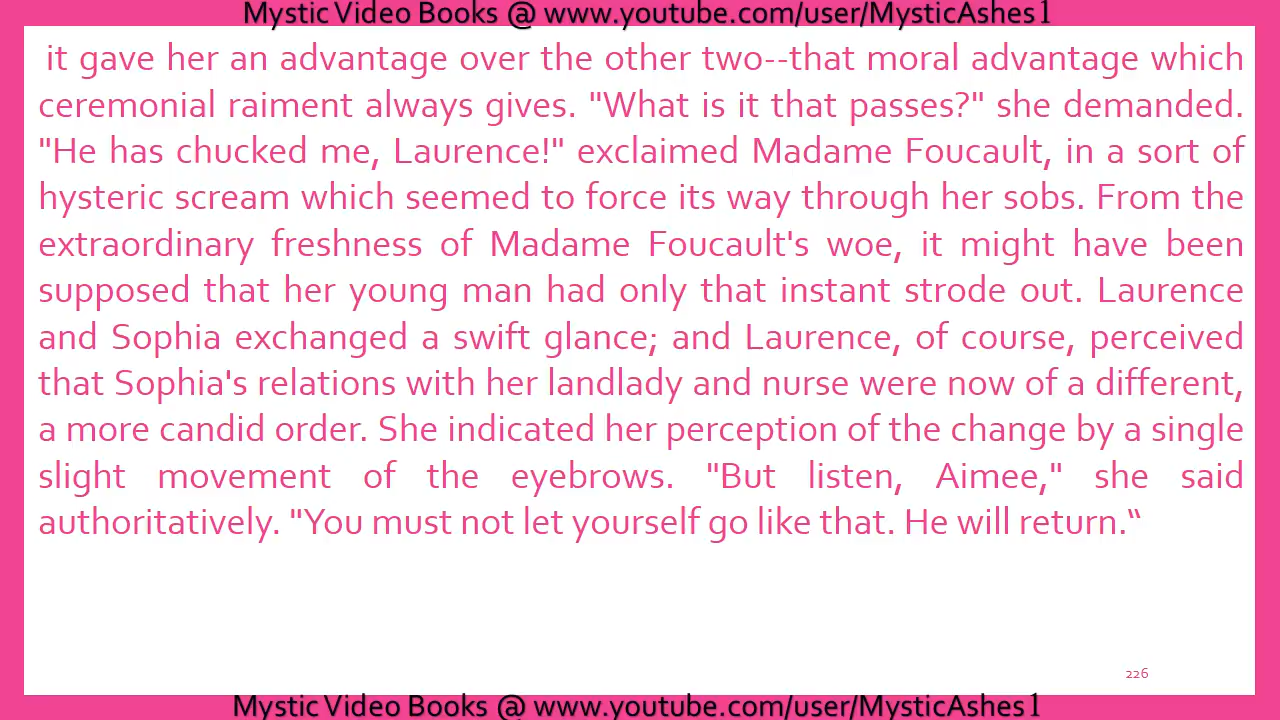 Mystic Video Books @ www.youtube.com/user/MysticAshes1
it gave her an advantage over the other two--that moral advantage which
ceremonial raiment always gives. "What is it that passes?" she demanded.
"He has chucked me, Laurence!" exclaimed Madame Foucault, in a sort of
hysteric scream which seemed to force its way through her sobs. From the
extraordinary freshness of Madame Foucault's woe, it might have been
supposed that her young man had only that instant strode out. Laurence
and Sophia exchanged a swift glance; and Laurence, of course, perceived
that Sophia's relations with her landlady and nurse were now of a different,
a more candid order. She indicated her perception of the change by a single
slight movement of the eyebrows. "But listen, Aimee," she said
authoritatively. "You must not let yourself go like that. He will return.“
226
Mystic Video Books @ www.youtube.com/user/MysticAshes1